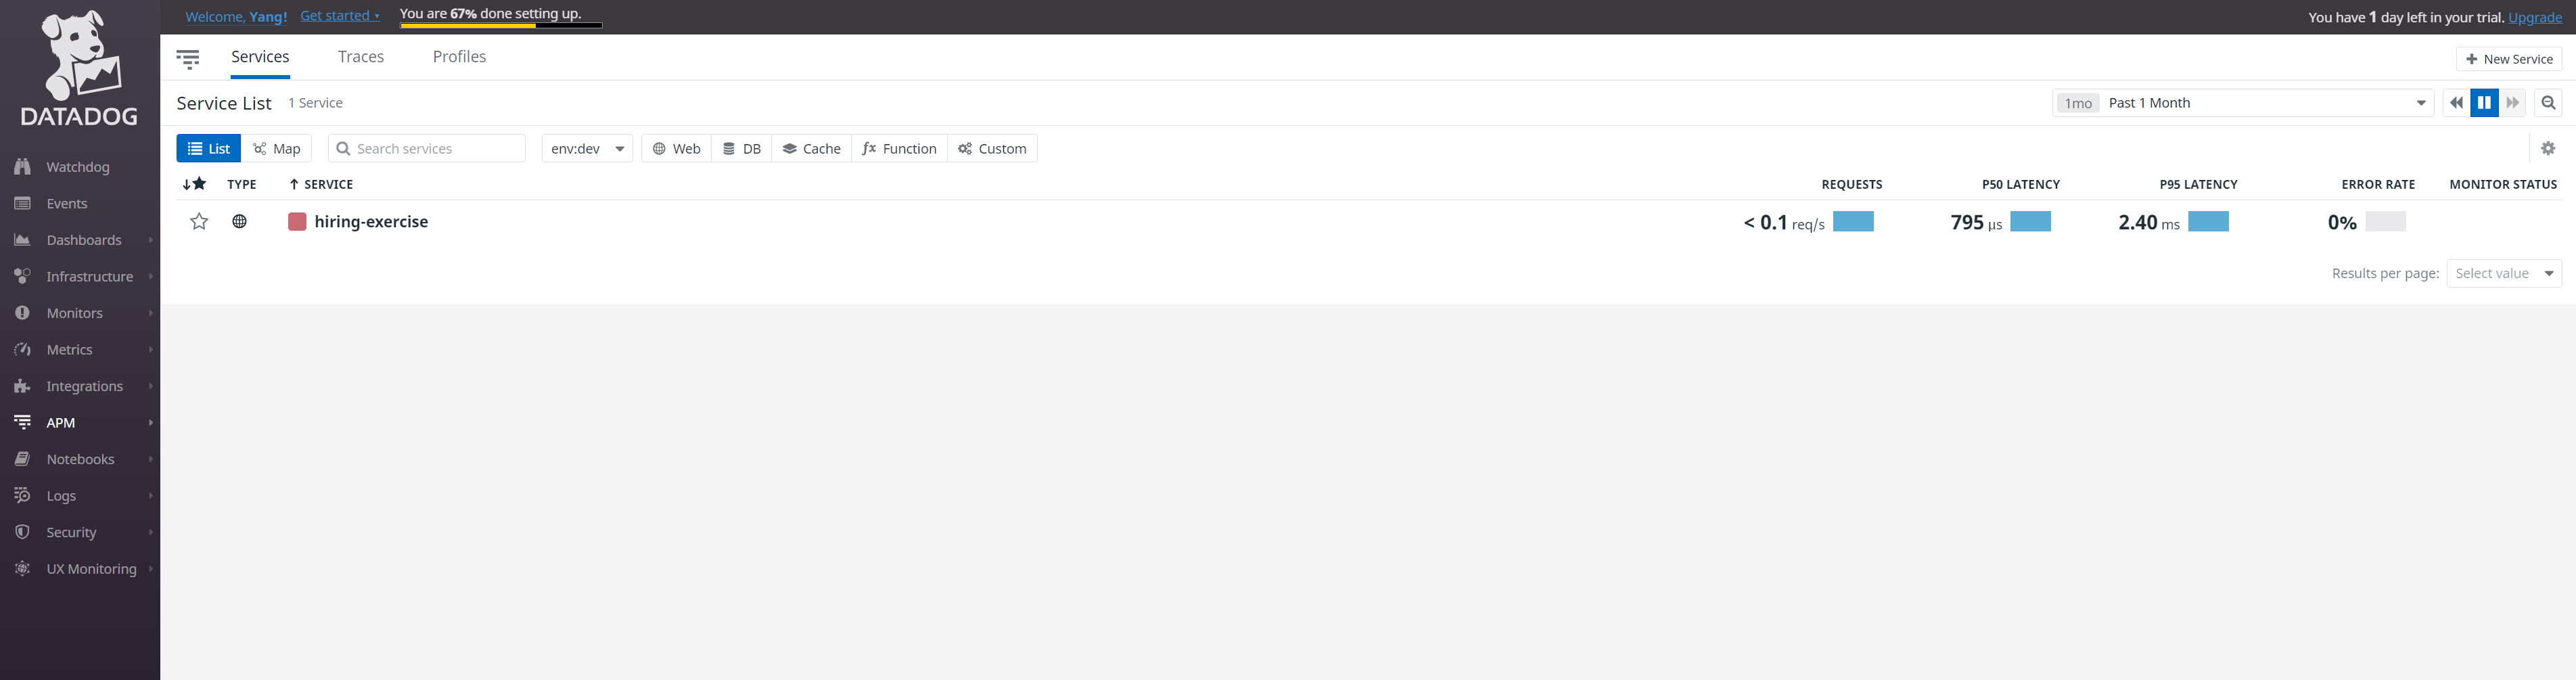 Welcome, Yang! Get started You are 67% done setting up. You have 1 day left in your trial. Upgrade
DATADOG
Watchdog
Events
Dashboards
Infrastructure
Monitors
Metrics
Integrations
APM
Notebooks
Logs
Security
UX Monitoring
Services Traces Profiles New Service
Service List 1 Service 1mo Past 1 Month
List Map Search services env:dev Web DB Cache fx Function Custom
TYPE SERVICE REQUESTS P50 LATENCY P95 LATENCY ERROR RATE MONITOR STATUS
hiring-exercise < 0.1 req/s 795 µs 2.40 ms 0%
Results per page: Select value